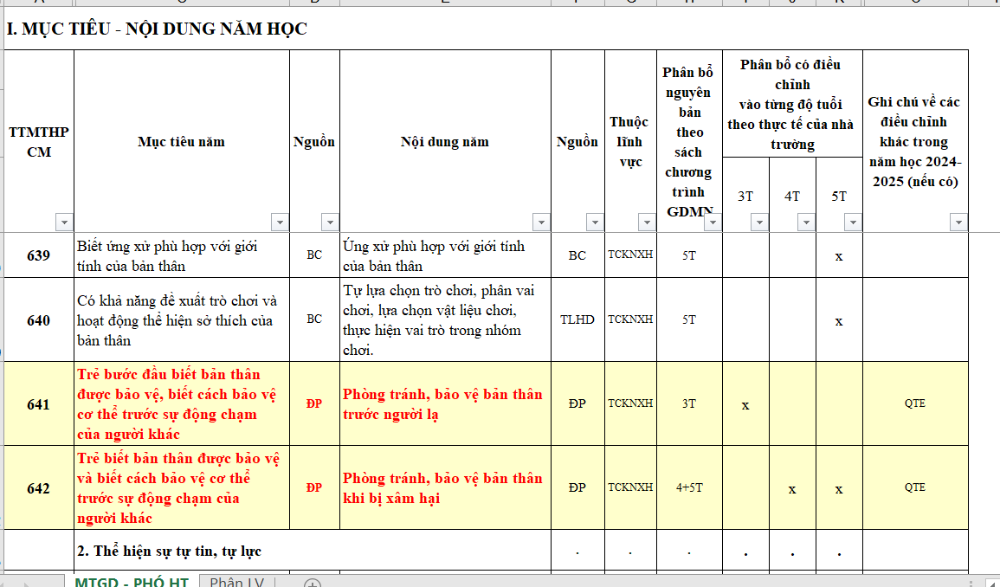 I. MỤC TIÊU - NỘI DUNG NĂM HỌC
TTMTHP
CM
Mục tiêu năm
Nguồn
Nội dung năm
Nguồn
Thuộc
lĩnh
vực
Phân bổ
nguyên
bản
theo
sách
chương
trình
GDMN
Phân bổ có điều
chỉnh
vào từng độ tuổi
theo thực tế của nhà
trường
3T
4T
5T
Ghi chú về các
điều chỉnh
khác trong
năm học 2024-
2025 (nếu có)
639
Biết ứng xử phù hợp với giới
tính của bản thân
BC
Ứng xử phù hợp với giới tính
của bản thân
BC
TCKNXH
5T
x
640
Có khả năng đề xuất trò chơi và
hoạt động thể hiện sở thích của
bản thân
BC
Tự lựa chọn trò chơi, phân vai
chơi, lựa chọn vật liệu chơi,
thực hiện vai trò trong nhóm
chơi.
TLHD
TCKNXH
5T
x
641
Trẻ bước đầu biết bản thân
được bảo vệ, biết cách bảo vệ
cơ thể trước sự động chạm
của người khác
ĐP
Phòng tránh, bảo vệ bản thân
trước người lạ
ĐP
TCKNXH
3T
x
QTE
642
Trẻ biết bản thân được bảo vệ
và biết cách bảo vệ cơ thể
trước sự động chạm của
người khác
ĐP
Phòng tránh, bảo vệ bản thân
khi bị xâm hại
ĐP
TCKNXH
4+5T
x
x
QTE
2. Thể hiện sự tự tin, tự lực
. . . . . .
MTGD - PHÓ HT
Phân LV